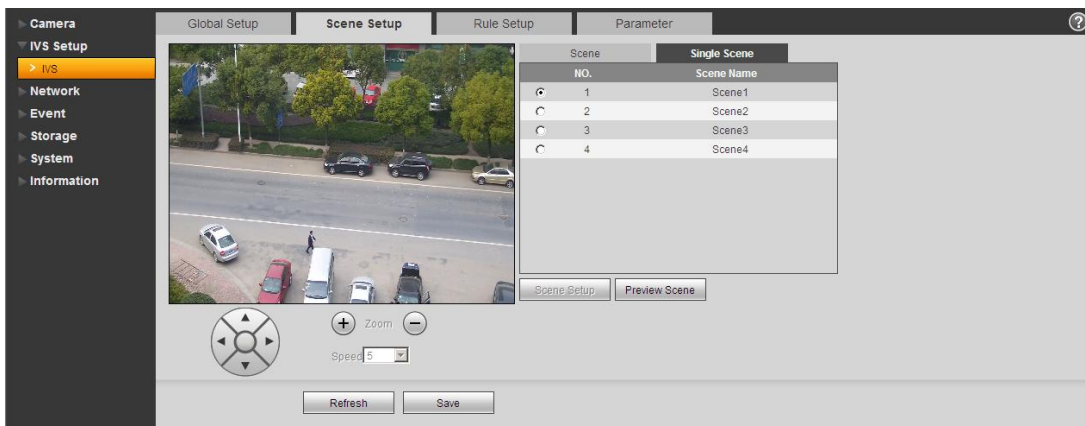 Camera
IVS Setup
> IVS
Network
Event
Storage
System
Information
Global Setup Scene Setup Rule Setup Parameter
?
Scene Single Scene
NO. Scene Name
1 Scene1
2 Scene2
3 Scene3
4 Scene4
Scene Setup Preview Scene
+ Zoom −
Speed 5
Refresh Save